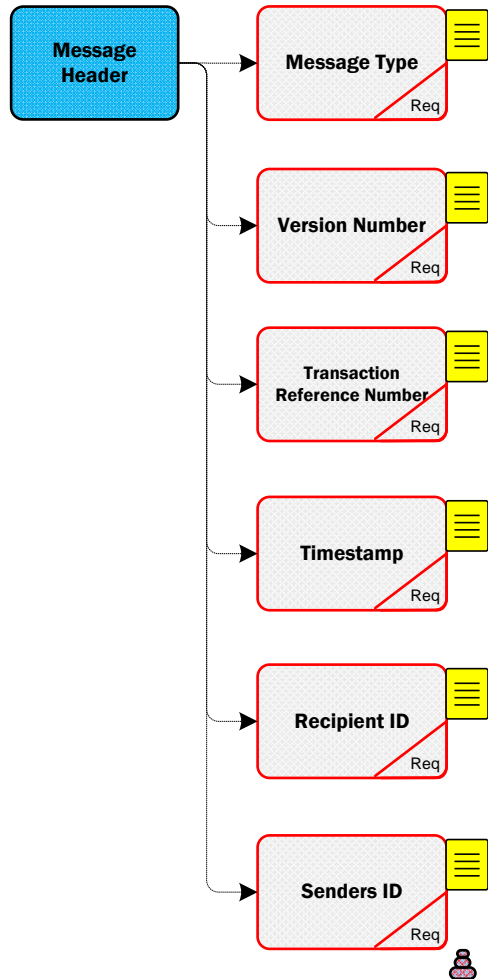 Message
Header
Message Type
Req
Version Number
Req
Transaction
Reference Number
Req
Timestamp
Req
Recipient ID
Req
Senders ID
Req